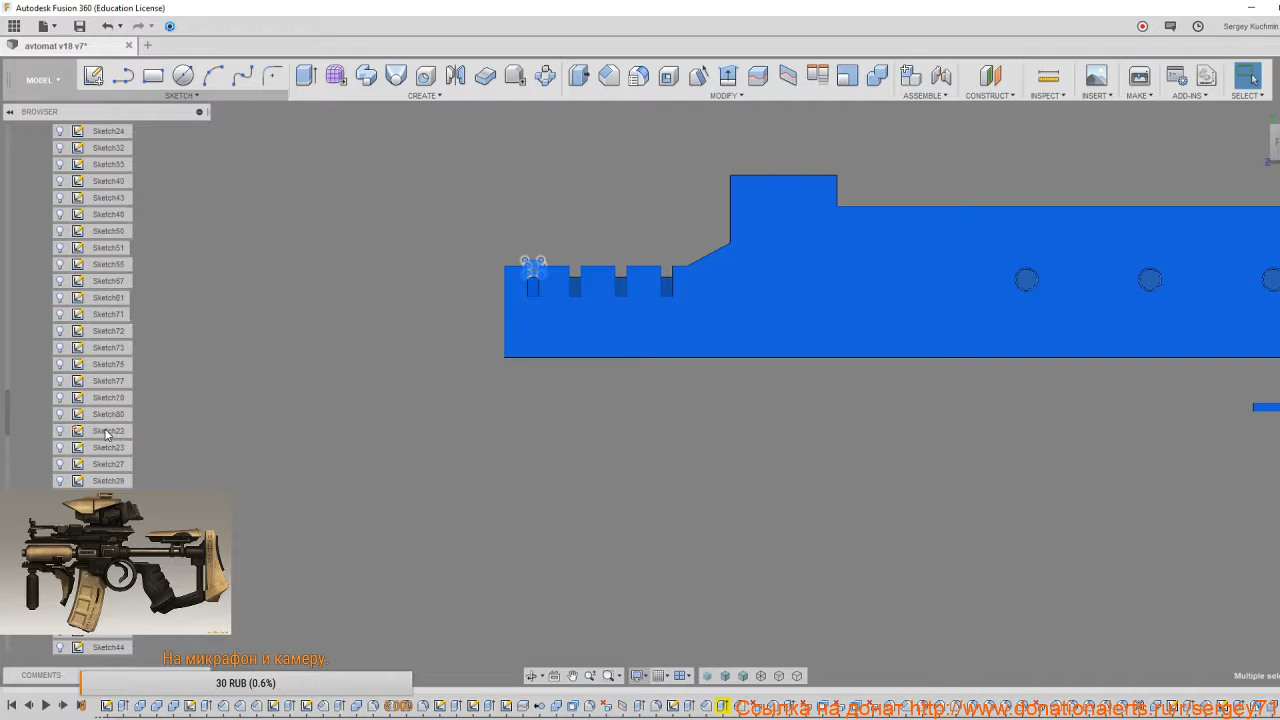 Autodesk Fusion 360 (Education License)
Sergey Kuchmin
avtomat v18 v7*
MODEL
SKETCH
CREATE
MODIFY
ASSEMBLE
CONSTRUCT
INSPECT
INSERT
MAKE
ADD-INS
SELECT
BROWSER
Sketch24
Sketch32
Sketch33
Sketch40
Sketch43
Sketch48
Sketch50
Sketch51
Sketch55
Sketch67
Sketch61
Sketch71
Sketch72
Sketch73
Sketch75
Sketch77
Sketch78
Sketch80
Sketch22
Sketch23
Sketch27
Sketch29
Sketch44
На микрофон и камеру.
COMMENTS
30 RUB (0.6%)
Multiple sele
Ссылка на донат http://www.donationalerts.ru/r/sergey71